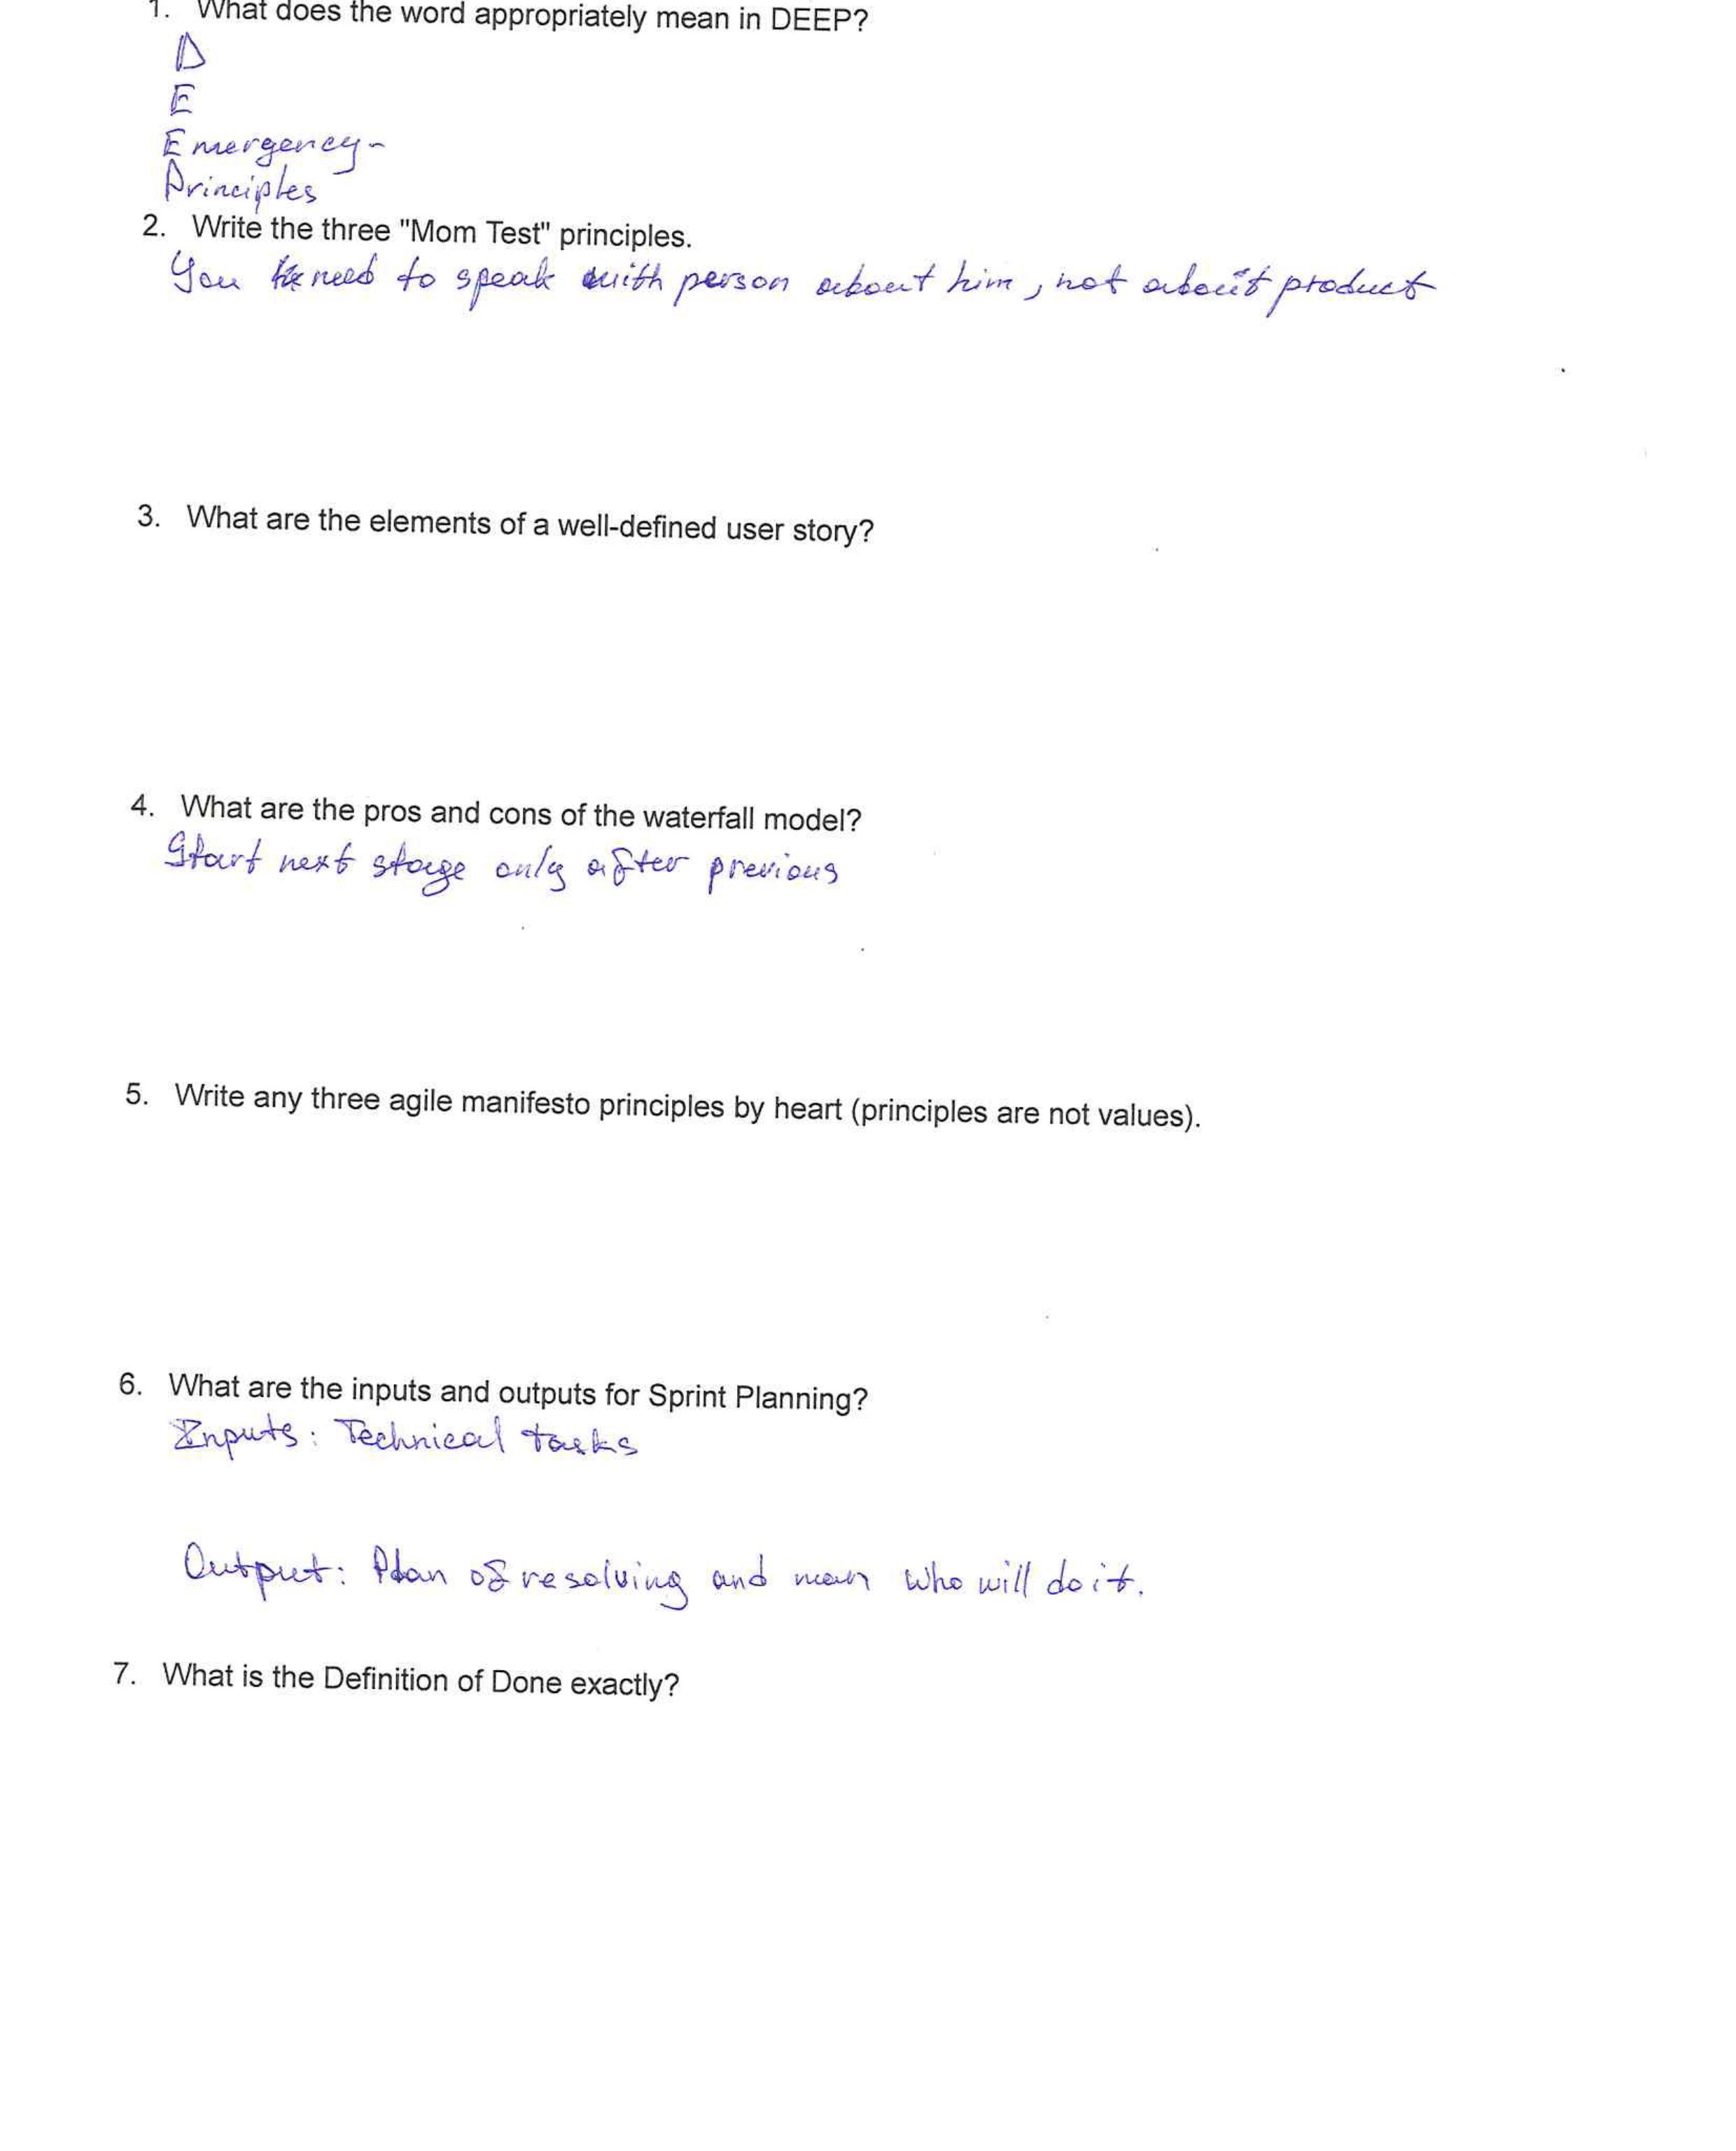 1. What does the word appropriately mean in DEEP?
D
E
Emergency-
Principles
2. Write the three "Mom Test" principles.
You need to speak with person about him, not about product
3. What are the elements of a well-defined user story?
4. What are the pros and cons of the waterfall model?
Start next stage only after previous
5. Write any three agile manifesto principles by heart (principles are not values).
6. What are the inputs and outputs for Sprint Planning?
Inputs: Technical tasks
Output: Plan of resolving and man who will do it.
7. What is the Definition of Done exactly?